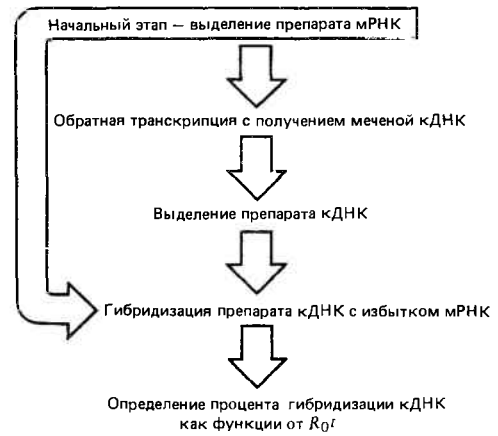 Начальный этап — выделение препарата мРНК
Обратная транскрипция с получением меченой кДНК
Выделение препарата кДНК
Гибридизация препарата кДНК с избытком мРНК
Определение процента гибридизации кДНК
как функции от R₀t